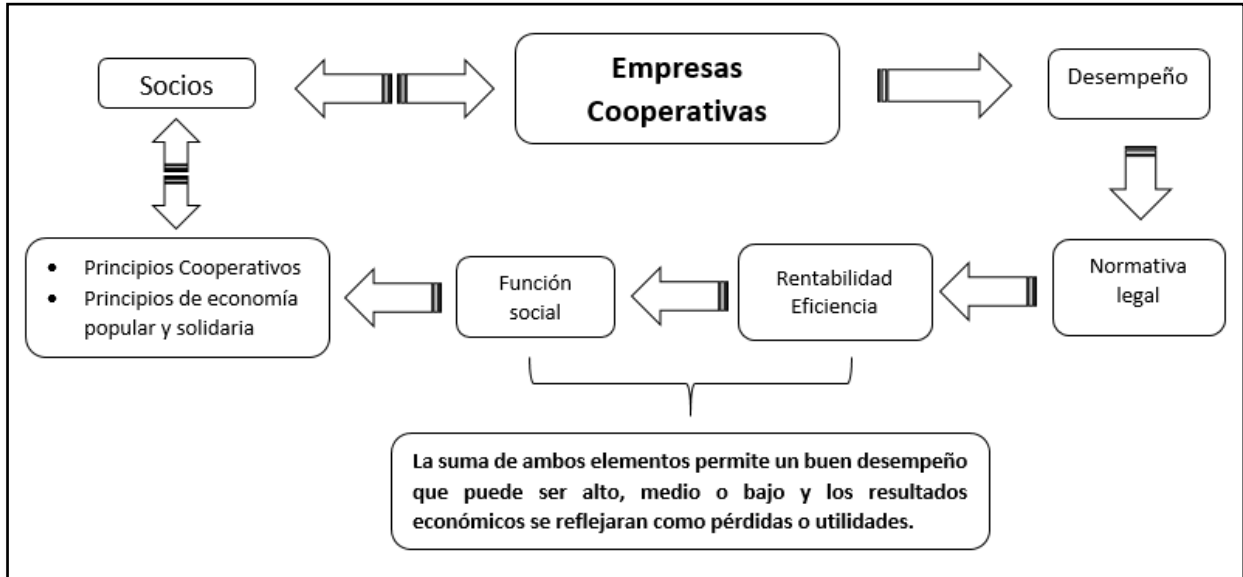 Socios
Empresas
Cooperativas
Desempeño
• Principios Cooperativos
• Principios de economía
popular y solidaria
Función
social
Rentabilidad
Eficiencia
Normativa
legal
La suma de ambos elementos permite un buen desempeño
que puede ser alto, medio o bajo y los resultados
económicos se reflejaran como pérdidas o utilidades.